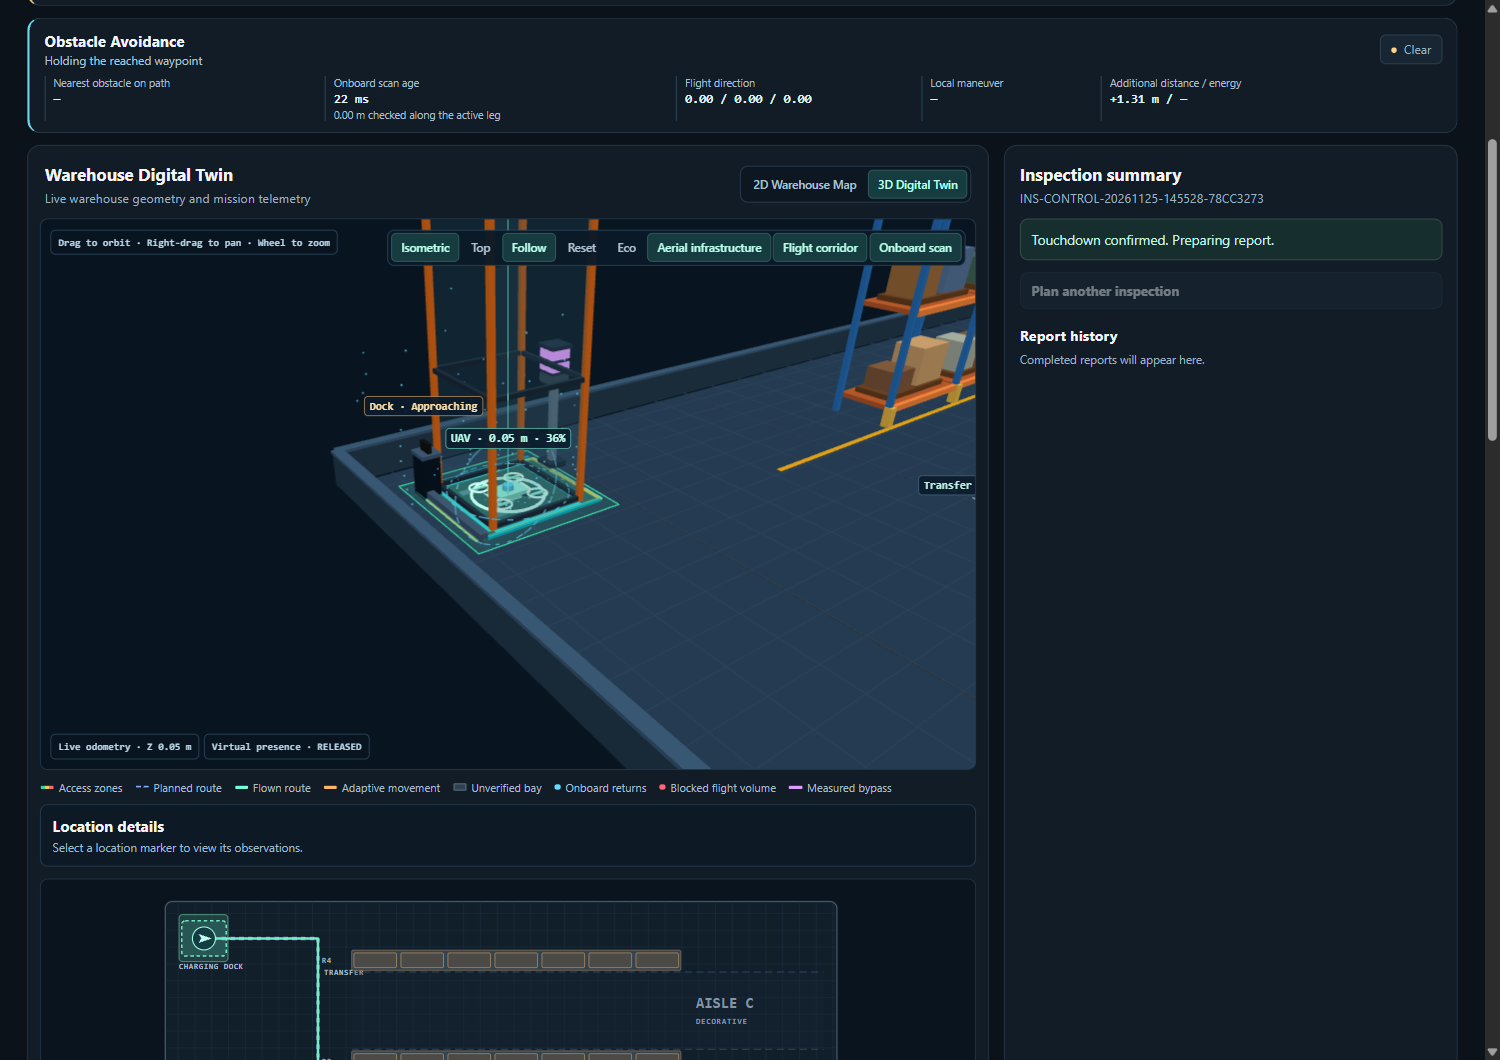 Obstacle Avoidance
Holding the reached waypoint
Clear
Nearest obstacle on path
—
Onboard scan age
22 ms
0.00 m checked along the active leg
Flight direction
0.00 / 0.00 / 0.00
Local maneuver
—
Additional distance / energy
+1.31 m / —
Warehouse Digital Twin
Live warehouse geometry and mission telemetry
2D Warehouse Map
3D Digital Twin
Drag to orbit · Right-drag to pan · Wheel to zoom
Isometric
Top
Follow
Reset
Eco
Aerial infrastructure
Flight corridor
Onboard scan
Dock · Approaching
UAV · 0.05 m · 36%
Transfer
Live odometry · Z 0.05 m
Virtual presence · RELEASED
Access zones
Planned route
Flown route
Adaptive movement
Unverified bay
Onboard returns
Blocked flight volume
Measured bypass
Location details
Select a location marker to view its observations.
CHARGING DOCK
R4
TRANSFER
AISLE C
DECORATIVE
Inspection summary
INS-CONTROL-20261125-145528-78CC3273
Touchdown confirmed. Preparing report.
Plan another inspection
Report history
Completed reports will appear here.